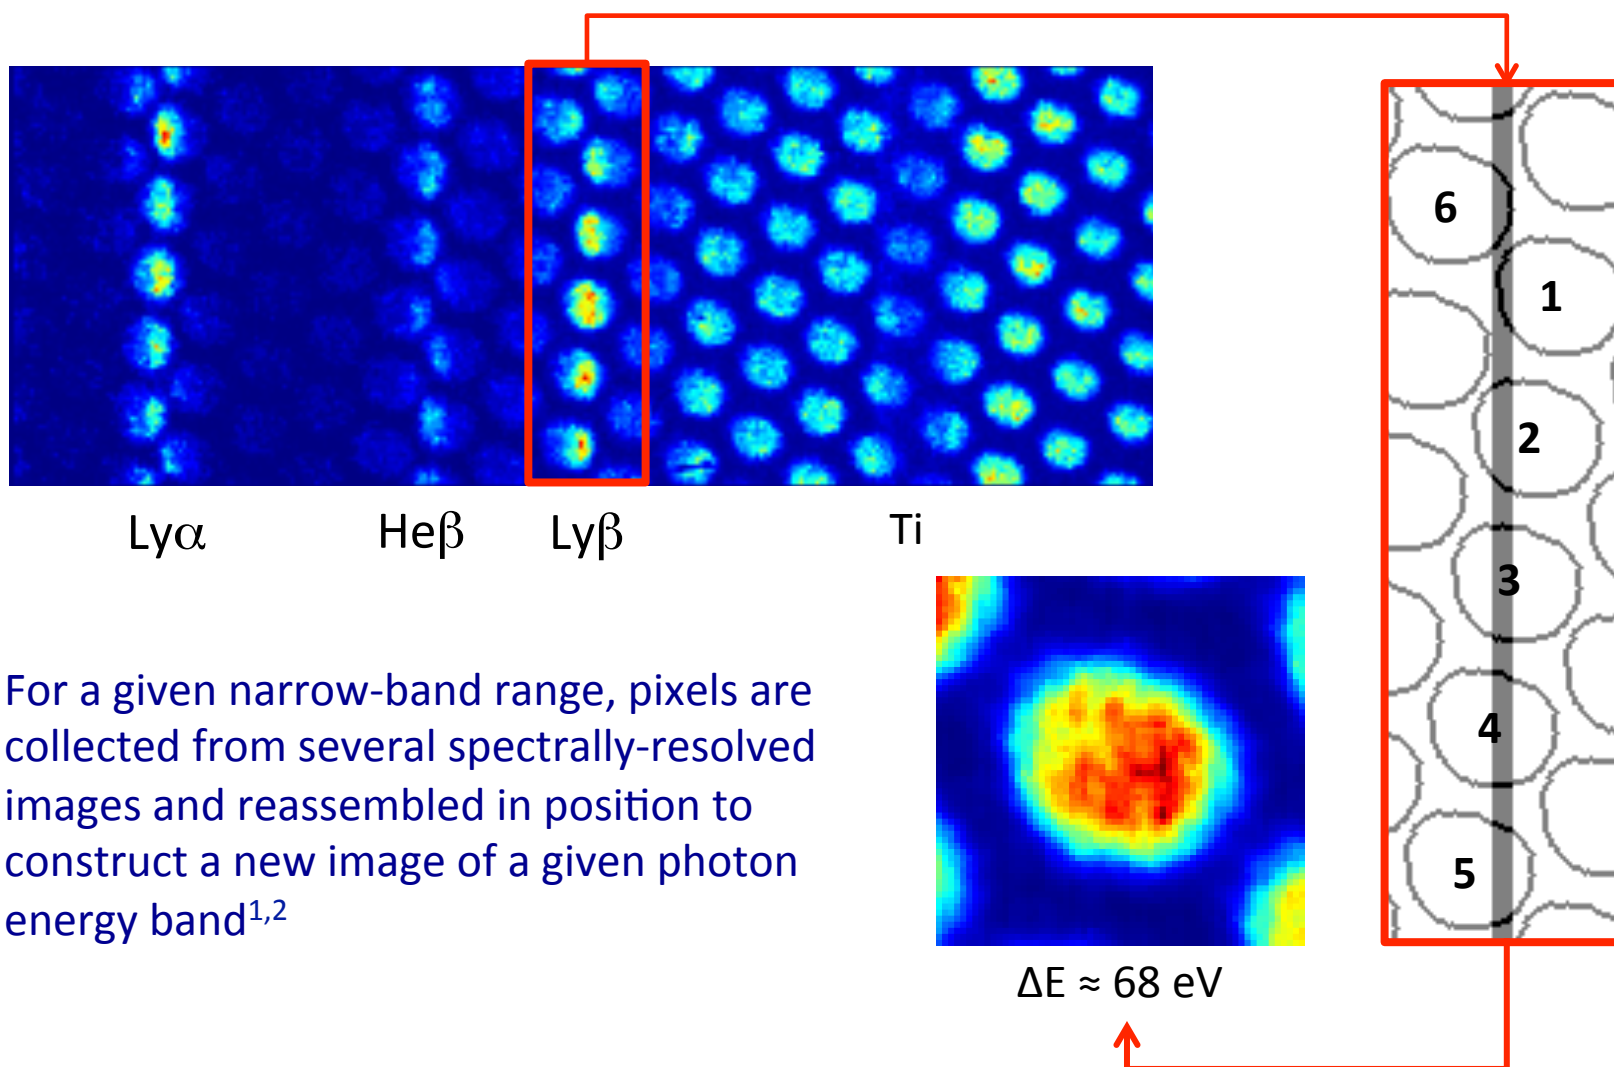 Lyα
Heβ
Lyβ
Ti
6
1
2
3
4
5
For a given narrow-band range, pixels are
collected from several spectrally-resolved
images and reassembled in position to
construct a new image of a given photon
energy band1,2
ΔE ≈ 68 eV